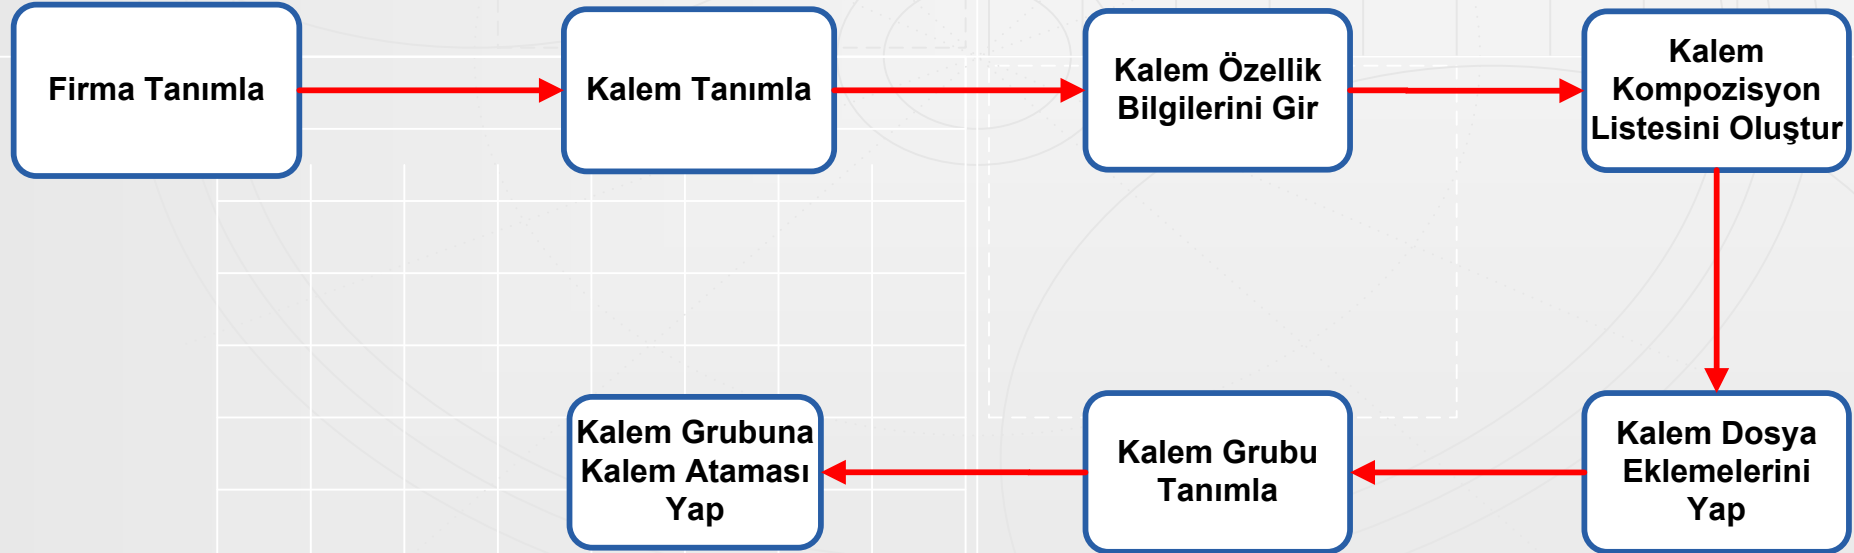 Firma Tanımla
Kalem Tanımla
Kalem Özellik
Bilgilerini Gir
Kalem
Kompozisyon
Listesini Oluştur
Kalem Dosya
Eklemelerini
Yap
Kalem Grubu
Tanımla
Kalem Grubuna
Kalem Ataması
Yap